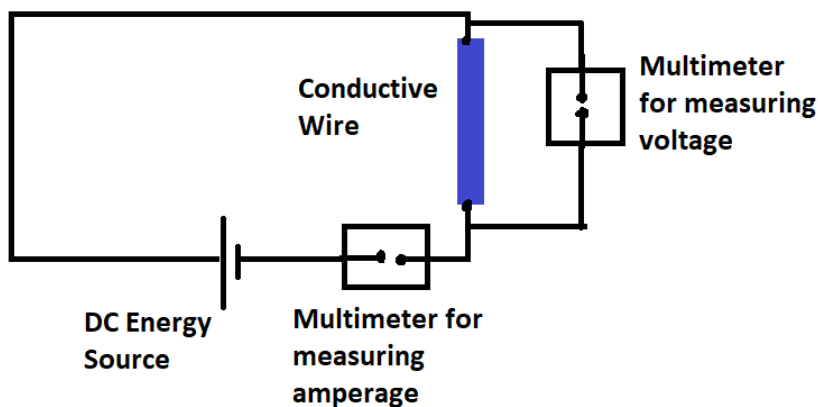 Conductive
Wire
Multimeter
for measuring
voltage
DC Energy
Source
Multimeter for
measuring
amperage